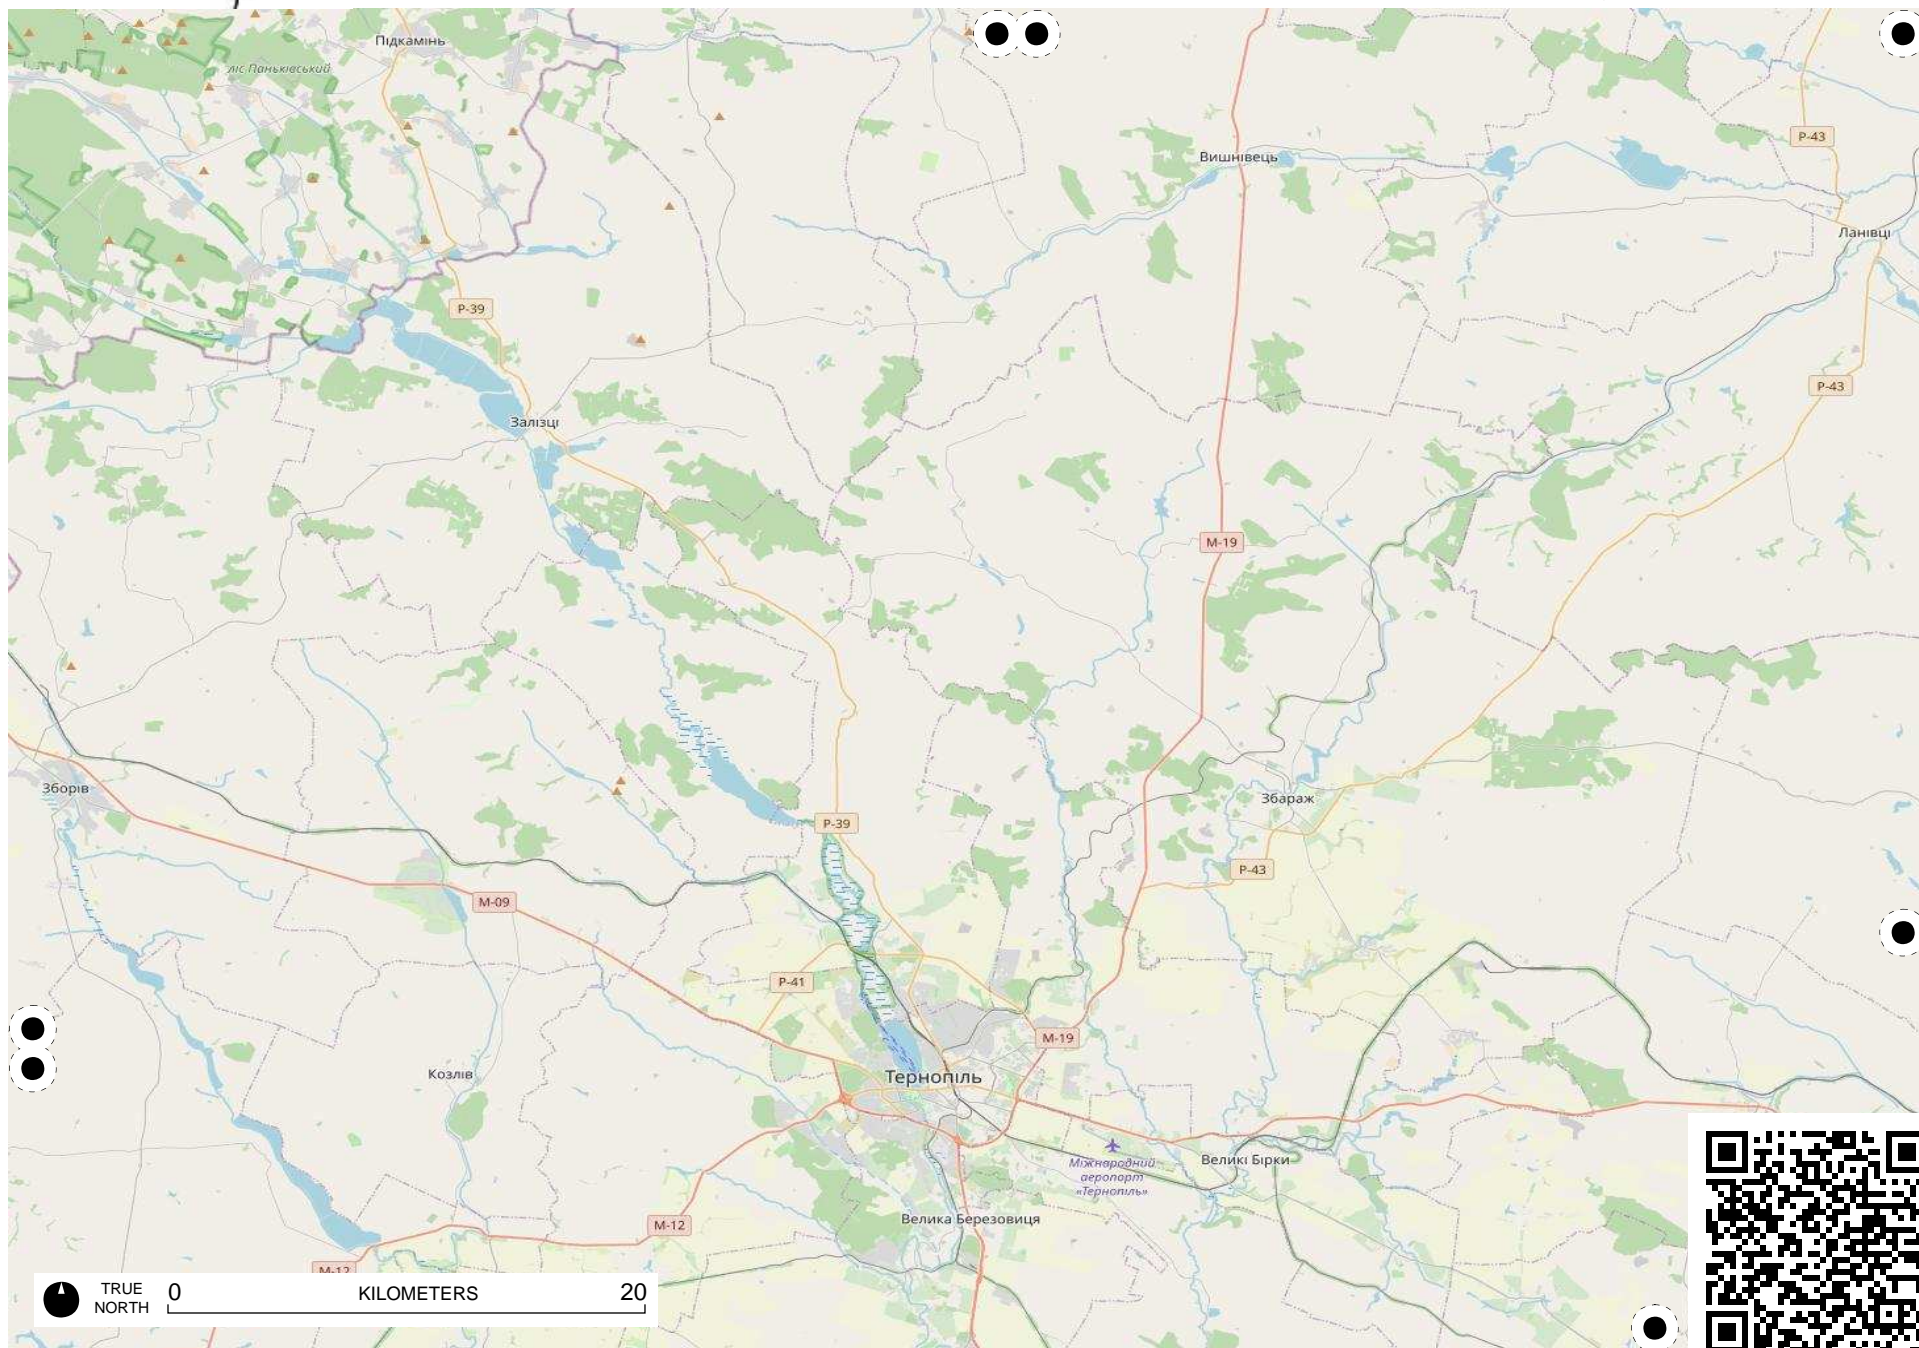 Підкамінь
ліс Паньківський
Р-43
Вишнівець
Ланівці
Р-39
Р-43
Залізці
М-19
Зборів
Збараж
Р-39
Р-43
М-09
Р-41
М-19
Козлів
Тернопіль
Міжнародний
аеропорт
«Тернопіль»
Великі Бірки
Велика Березовиця
М-12
М-12
TRUE
NORTH
0 KILOMETERS 20